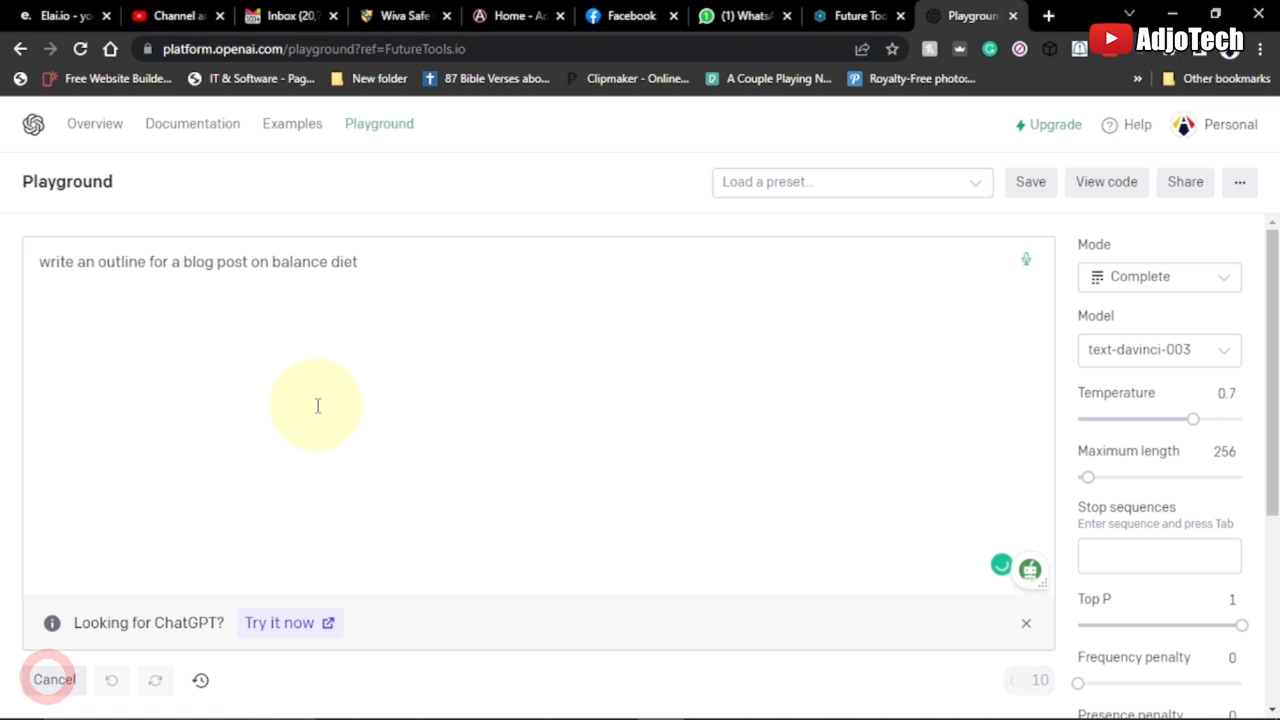 Elai.io - yo
Channel a
Inbox (20,
Wiva Safe
Home - A
Facebook
(1) Whats
Future Too
Playground
AdjoTech
platform.openai.com/playground?ref=FutureTools.io
Free Website Builde...
IT & Software - Pag...
New folder
87 Bible Verses abo...
Clipmaker - Online...
A Couple Playing N...
Royalty-Free photo:...
»
Other bookmarks
Overview
Documentation
Examples
Playground
Upgrade
Help
Personal
Playground
Load a preset...
Save
View code
Share
...
write an outline for a blog post on balance diet
Mode
Complete
Model
text-davinci-003
Temperature 0.7
Maximum length 256
Stop sequences
Enter sequence and press Tab
Top P 1
Looking for ChatGPT? Try it now
Frequency penalty 0
Cancel
10
Presence penalty 0